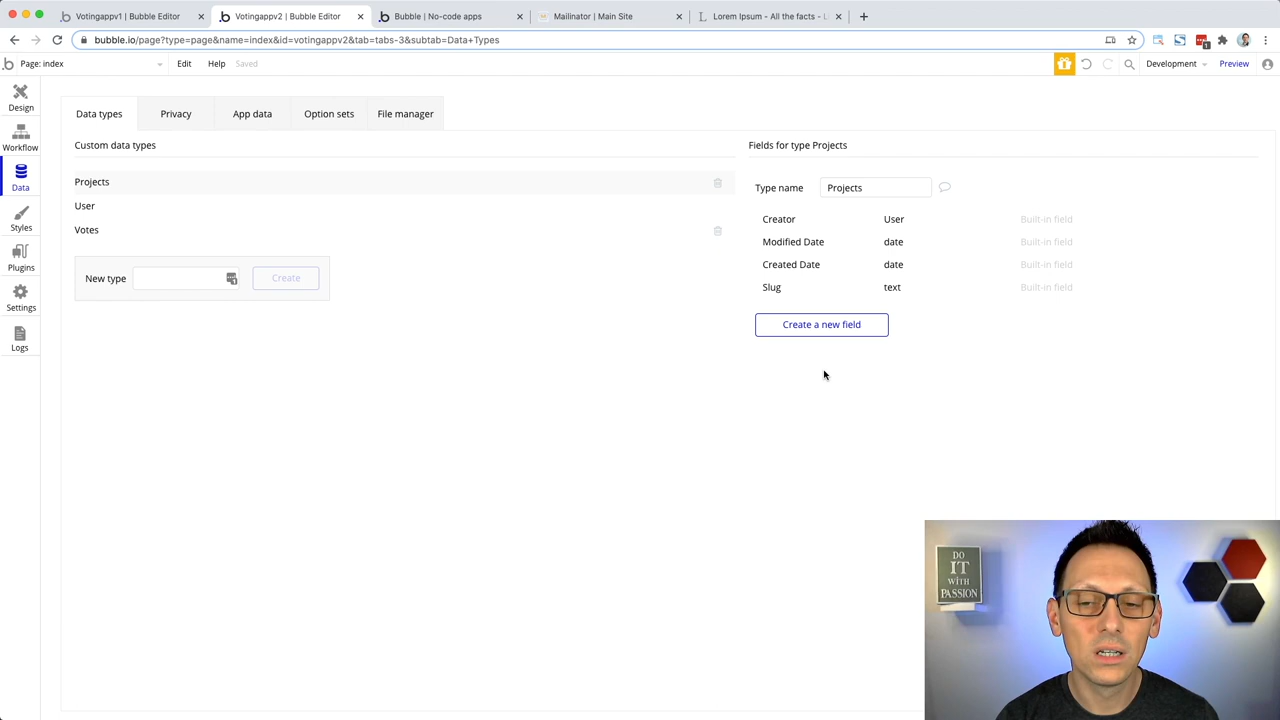 Votingappv1 | Bubble Editor
Votingappv2 | Bubble Editor
Bubble | No-code apps
Mailinator | Main Site
Lorem Ipsum - All the facts - Li
bubble.io/page?type=page&name=index&id=votingappv2&tab=tabs-3&subtab=Data+Types
Page: index
Edit
Help
Saved
Development
Preview
Design
Workflow
Data
Styles
Plugins
Settings
Logs
Data types
Privacy
App data
Option sets
File manager
Custom data types
Projects
User
Votes
New type
Create
Fields for type Projects
Type name
Projects
Creator User Built-in field
Modified Date date Built-in field
Created Date date Built-in field
Slug text Built-in field
Create a new field
DO
IT
WITH
PASSION